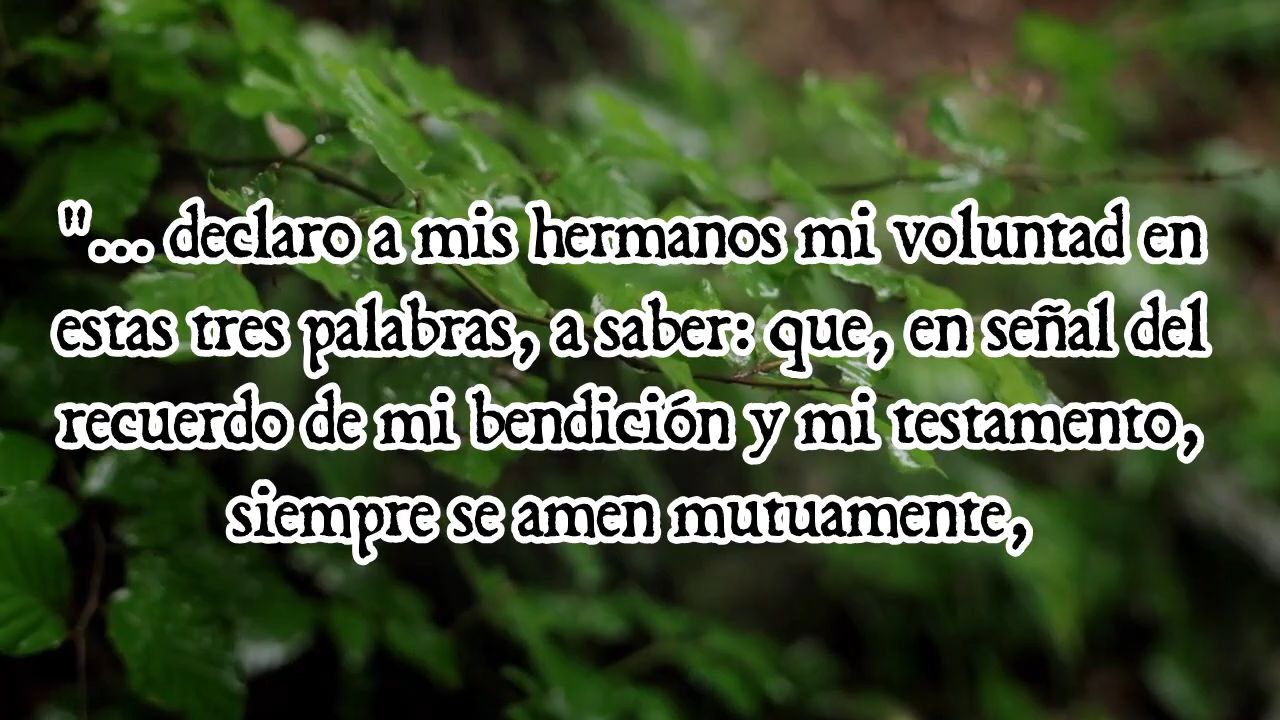 "... declaro a mis hermanos mi voluntad en
estas tres palabras, a saber: que, en señal del
recuerdo de mi bendición y mi testamento,
siempre se amen mutuamente,